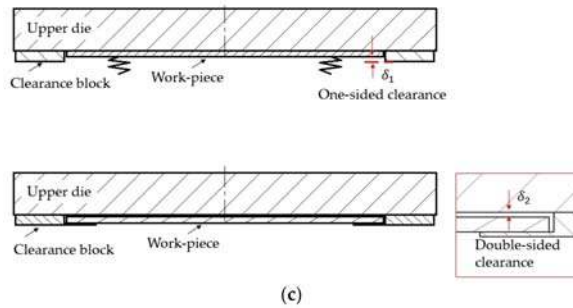 Upper die
Clearance block
Work-piece
δ1
One-sided clearance
Upper die
Clearance block
Work-piece
δ2
Double-sided
clearance
(c)